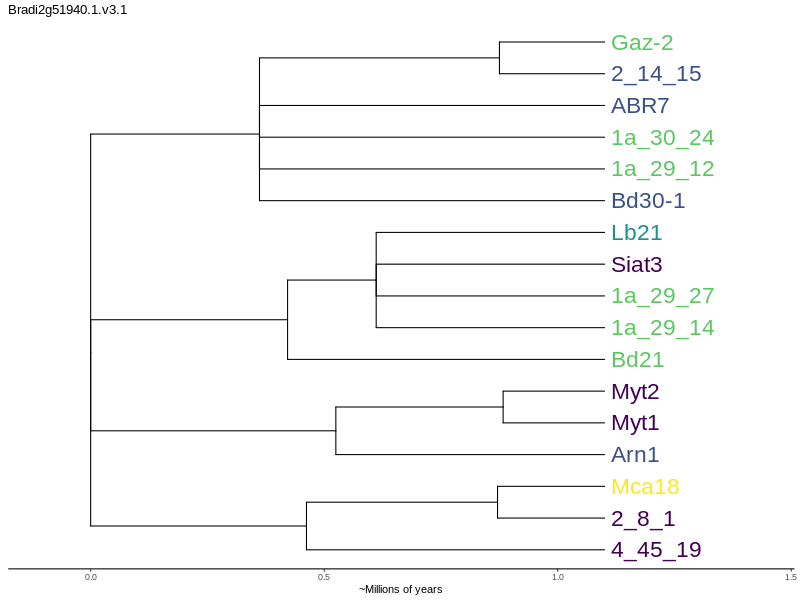 Bradi2g51940.1.v3.1
Gaz-2
2_14_15
ABR7
1a_30_24
1a_29_12
Bd30-1
Lb21
Siat3
1a_29_27
1a_29_14
Bd21
Myt2
Myt1
Arn1
Mca18
2_8_1
4_45_19
0.0 0.5 1.0 1.5
~Millions of years